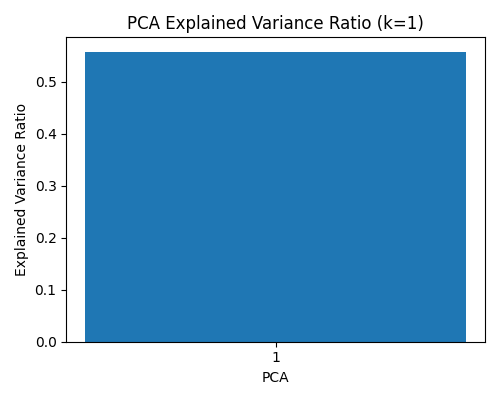 PCA Explained Variance Ratio (k=1)
Explained Variance Ratio
0.5
0.4
0.3
0.2
0.1
0.0
1
PCA